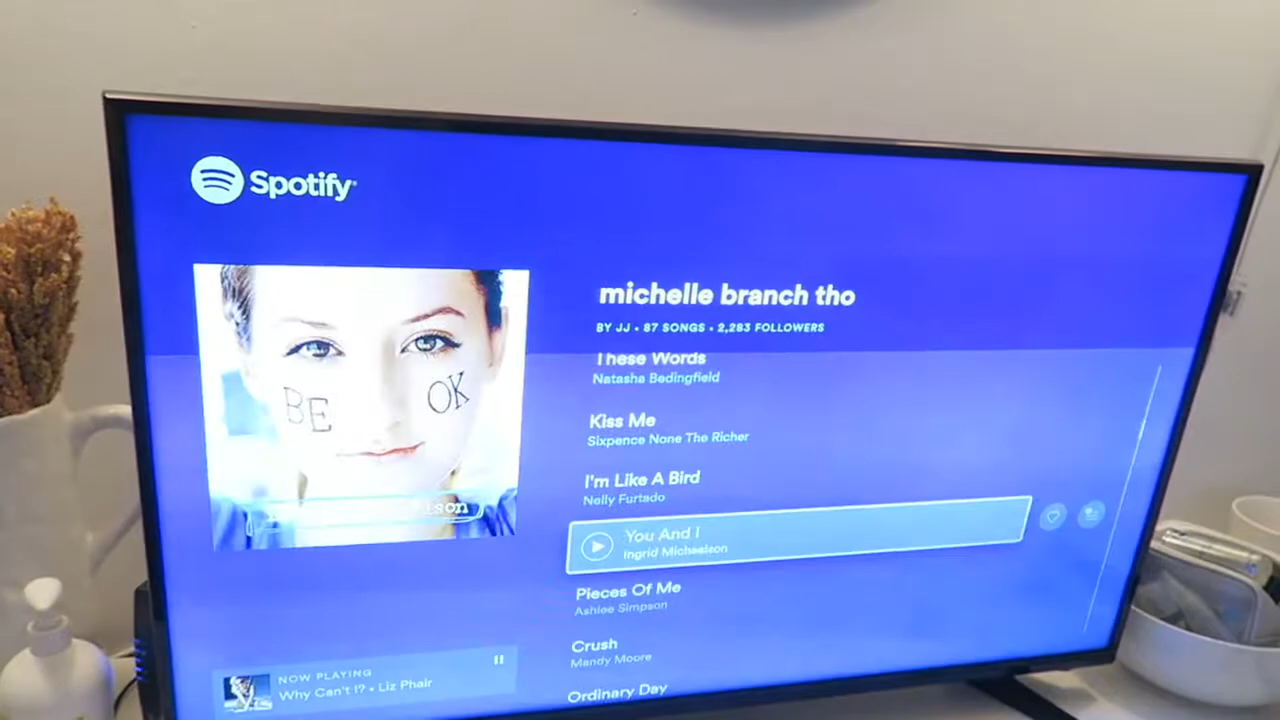 Spotify
BE OK
michelle branch tho
BY JJ • 87 SONGS • 2,283 FOLLOWERS
These Words
Natasha Bedingfield
Kiss Me
Sixpence None The Richer
I'm Like A Bird
Nelly Furtado
You And I
Ingrid Michaelson
Pieces Of Me
Ashlee Simpson
Crush
Mandy Moore
Ordinary Day
NOW PLAYING
Why Can't I? • Liz Phair